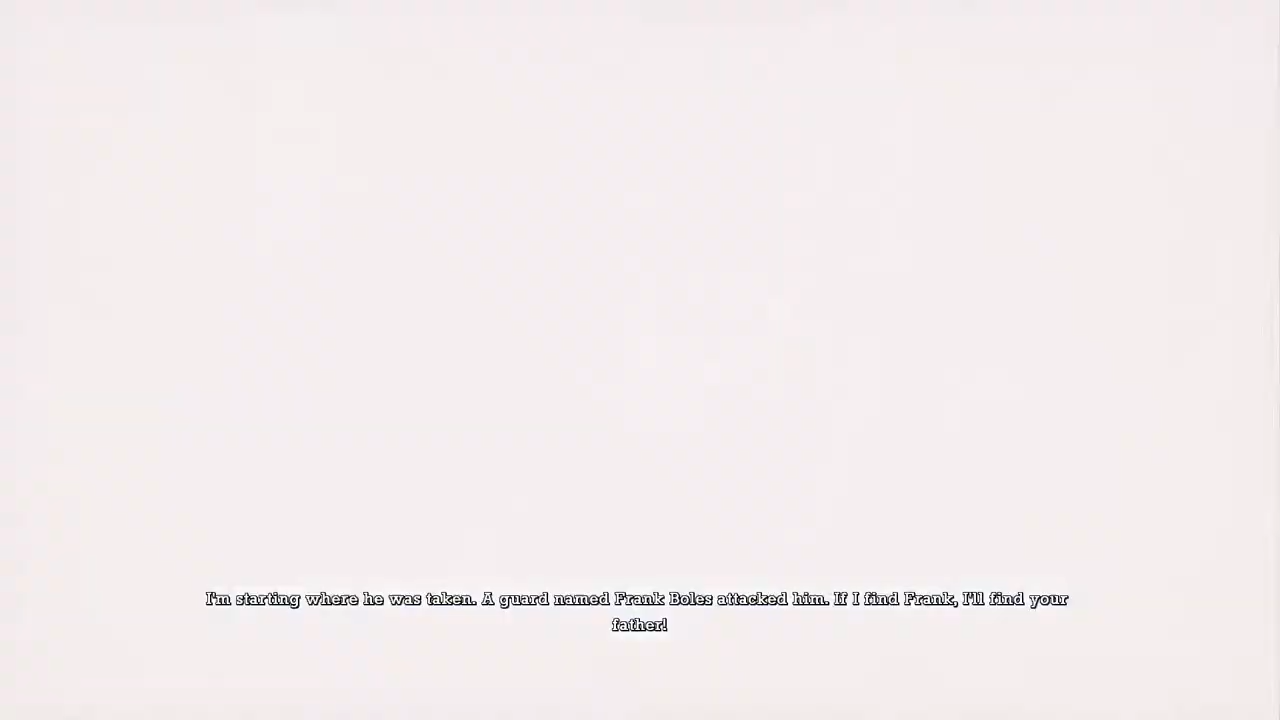 I'm starting where he was taken. A guard named Frank Boles attacked him. If I find Frank, I'll find your
father!